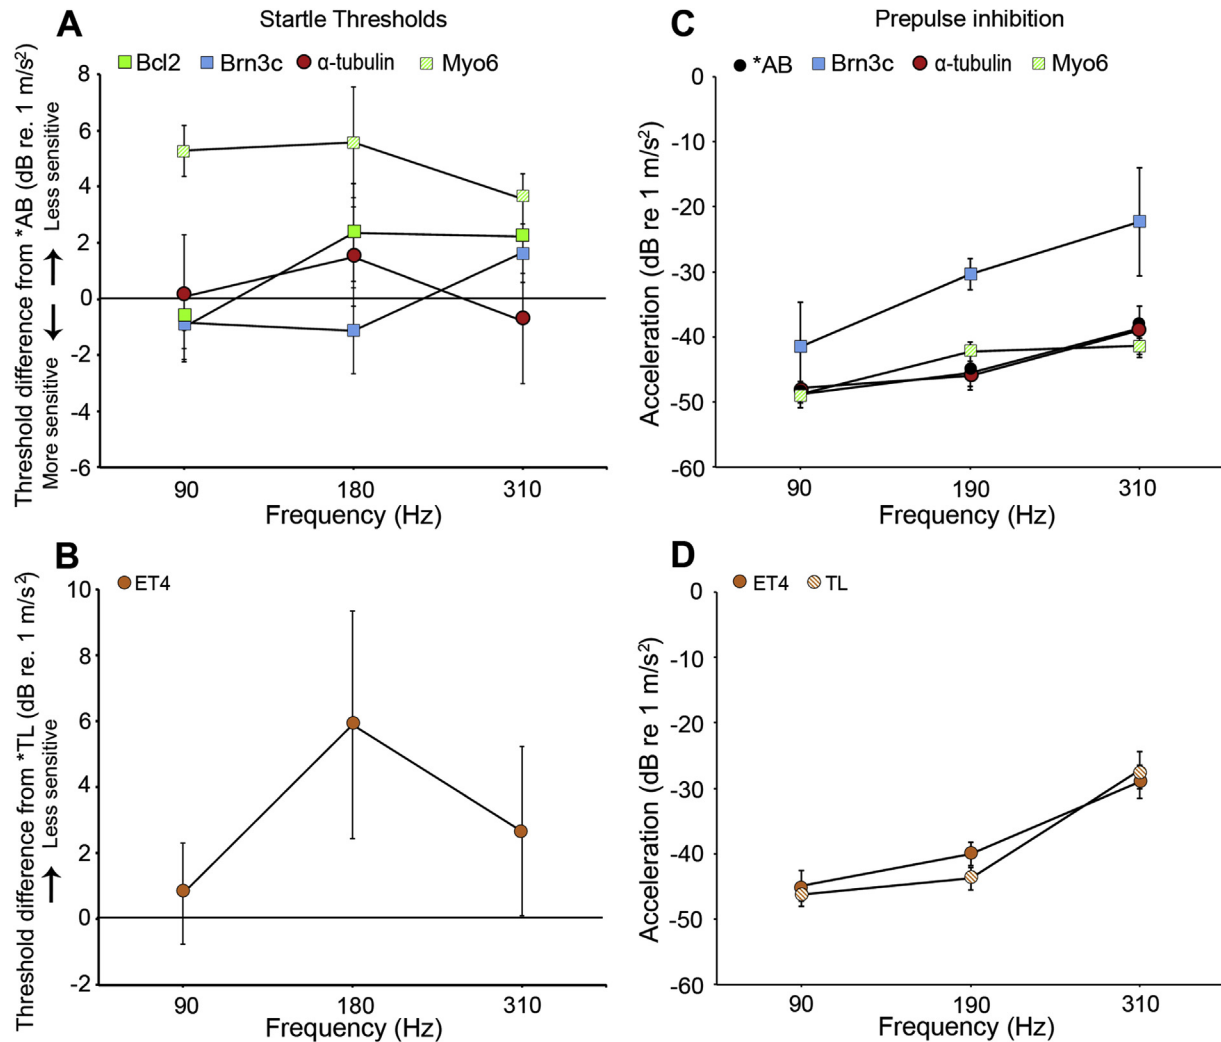 A
Startle Thresholds
Bcl2 Brn3c α-tubulin Myo6
Threshold difference from *AB (dB re. 1 m/s²)
More sensitive Less sensitive
8
6
4
2
0
-2
-4
-6
90 180 310
Frequency (Hz)
B
ET4
Threshold difference from *TL (dB re. 1 m/s²)
Less sensitive
10
8
6
4
2
0
-2
90 180 310
Frequency (Hz)
C
Prepulse inhibition
*AB Brn3c α-tubulin Myo6
Acceleration (dB re 1 m/s²)
0
-10
-20
-30
-40
-50
-60
90 190 310
Frequency (Hz)
D
ET4 TL
Acceleration (dB re 1 m/s²)
0
-10
-20
-30
-40
-50
-60
90 190 310
Frequency (Hz)